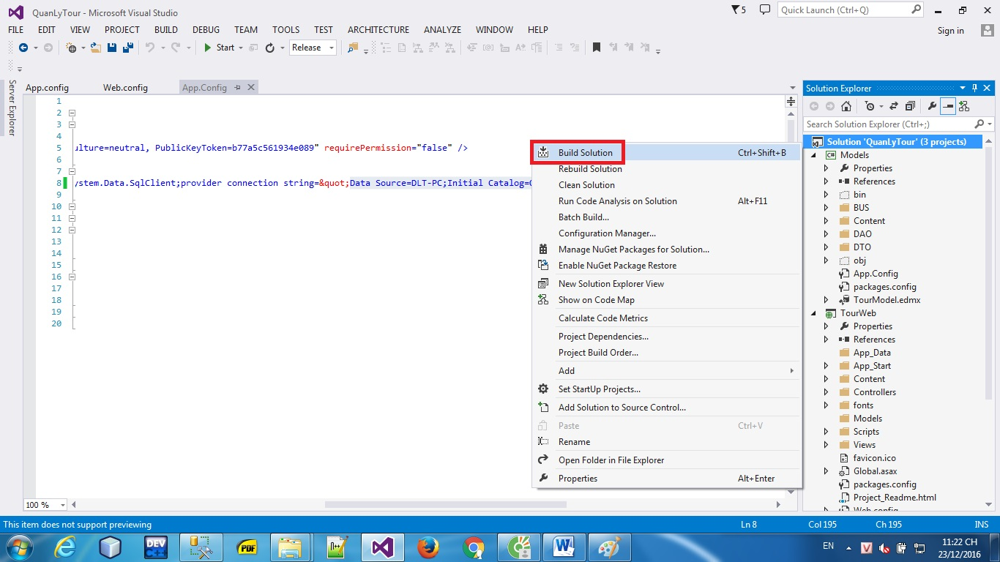 QuanLyTour - Microsoft Visual Studio
5
Quick Launch (Ctrl+Q)
FILE EDIT VIEW PROJECT BUILD DEBUG TEAM TOOLS TEST ARCHITECTURE ANALYZE WINDOW HELP
Sign in
Start
Release
Server Explorer
App.config
Web.config
App.Config
1
2
3
4
5 ulture=neutral, PublicKeyToken=b77a5c561934e089" requirePermission="false" />
6
7
8 ystem.Data.SqlClient;provider connection string=&quot;Data Source=DLT-PC;Initial Catalog=
9
10
11
12
13
14
15
16
17
18
19
20
100 %
Build Solution Ctrl+Shift+B
Rebuild Solution
Clean Solution
Run Code Analysis on Solution Alt+F11
Batch Build...
Configuration Manager...
Manage NuGet Packages for Solution...
Enable NuGet Package Restore
New Solution Explorer View
Show on Code Map
Calculate Code Metrics
Project Dependencies...
Project Build Order...
Add
Set StartUp Projects...
Add Solution to Source Control...
Paste Ctrl+V
Rename
Open Folder in File Explorer
Properties Alt+Enter
Solution Explorer
Search Solution Explorer (Ctrl+;)
Solution 'QuanLyTour' (3 projects)
C# Models
Properties
References
bin
BUS
Content
DAO
DTO
obj
App.Config
packages.config
TourModel.edmx
TourWeb
Properties
References
App_Data
App_Start
Content
Controllers
fonts
Models
Scripts
Views
favicon.ico
Global.asax
packages.config
Project_Readme.html
Web.config
This item does not support previewing
Ln 8
Col 195
Ch 195
INS
DEV
C++
PDF
EN
11:22 CH
23/12/2016